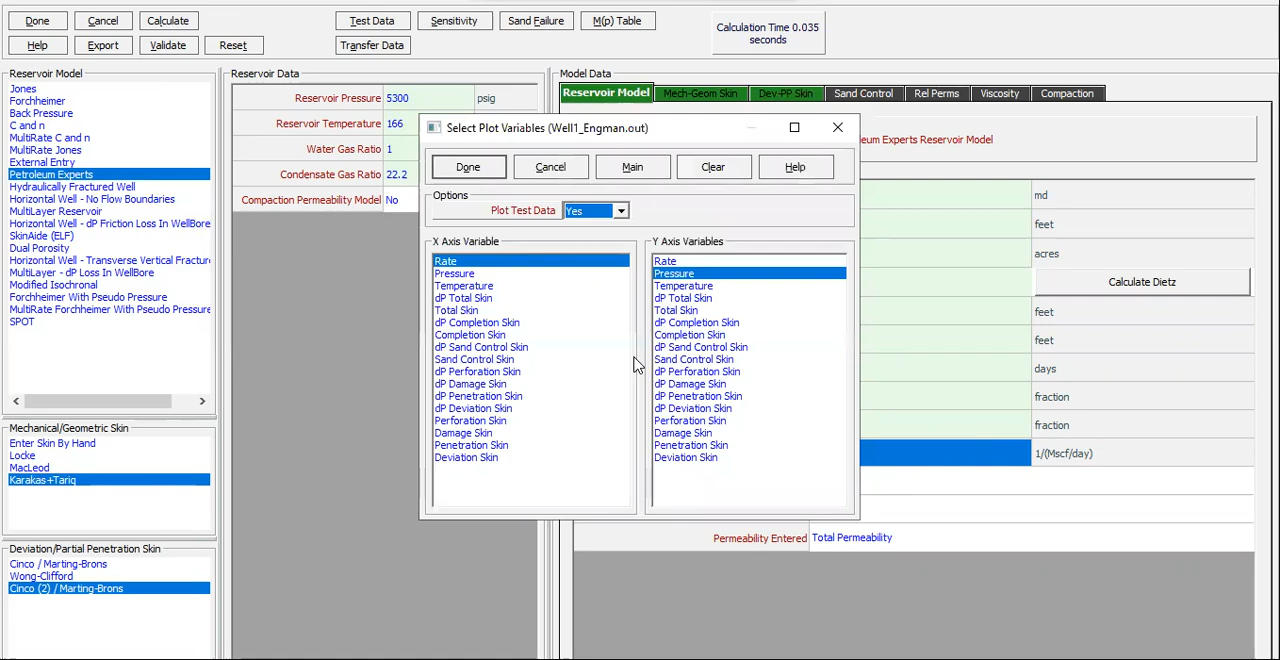 Done
Cancel
Calculate
Test Data
Sensitivity
Sand Failure
M(p) Table
Help
Export
Validate
Reset
Transfer Data
Calculation Time 0.035
seconds
Reservoir Model
Jones
Forchheimer
Back Pressure
C and n
MultiRate C and n
MultiRate Jones
External Entry
Petroleum Experts
Hydraulically Fractured Well
Horizontal Well - No Flow Boundaries
MultiLayer Reservoir
Horizontal Well - dP Friction Loss In WellBore
SkinAide (ELF)
Dual Porosity
Horizontal Well - Transverse Vertical Fractur
MultiLayer - dP Loss In WellBore
Modified Isochronal
Forchheimer With Pseudo Pressure
MultiRate Forchheimer With Pseudo Pressure
SPOT
Mechanical/Geometric Skin
Enter Skin By Hand
Locke
MacLeod
Karakas+Tariq
Deviation/Partial Penetration Skin
Cinco / Marting-Brons
Wong-Clifford
Cinco (2) / Marting-Brons
Reservoir Data
Reservoir Pressure 5300 psig
Reservoir Temperature 166
Water Gas Ratio 1
Condensate Gas Ratio 22.2
Compaction Permeability Model No
Select Plot Variables (Well1_Engman.out)
Done
Cancel
Main
Clear
Help
Options
Plot Test Data Yes
X Axis Variable
Rate
Pressure
Temperature
dP Total Skin
Total Skin
dP Completion Skin
Completion Skin
dP Sand Control Skin
Sand Control Skin
dP Perforation Skin
dP Damage Skin
dP Penetration Skin
dP Deviation Skin
Perforation Skin
Damage Skin
Penetration Skin
Deviation Skin
Y Axis Variables
Rate
Pressure
Temperature
dP Total Skin
Total Skin
dP Completion Skin
Completion Skin
dP Sand Control Skin
Sand Control Skin
dP Perforation Skin
dP Damage Skin
dP Penetration Skin
dP Deviation Skin
Perforation Skin
Damage Skin
Penetration Skin
Deviation Skin
Model Data
Reservoir Model
Mech-Geom Skin
Dev-PP Skin
Sand Control
Rel Perms
Viscosity
Compaction
eum Experts Reservoir Model
md
feet
acres
Calculate Dietz
feet
feet
days
fraction
fraction
1/(Mscf/day)
Permeability Entered Total Permeability